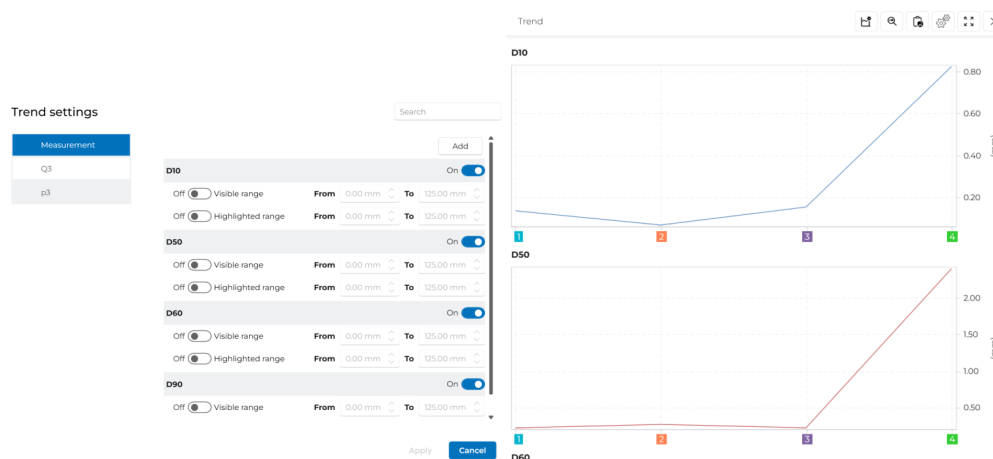 Trend settings
Search
Measurement
Q3
p3
Add
D10 On
Off Visible range From 0.00 mm To 125.00 mm
Off Highlighted range From 0.00 mm To 125.00 mm
D50 On
Off Visible range From 0.00 mm To 125.00 mm
Off Highlighted range From 0.00 mm To 125.00 mm
D60 On
Off Visible range From 0.00 mm To 125.00 mm
Off Highlighted range From 0.00 mm To 125.00 mm
D90 On
Off Visible range From 0.00 mm To 125.00 mm
Apply Cancel
Trend
D10
0.80
0.60
0.40
0.20
1 2 3 4
D50
2.00
1.50
1.00
0.50
1 2 3 4
D60